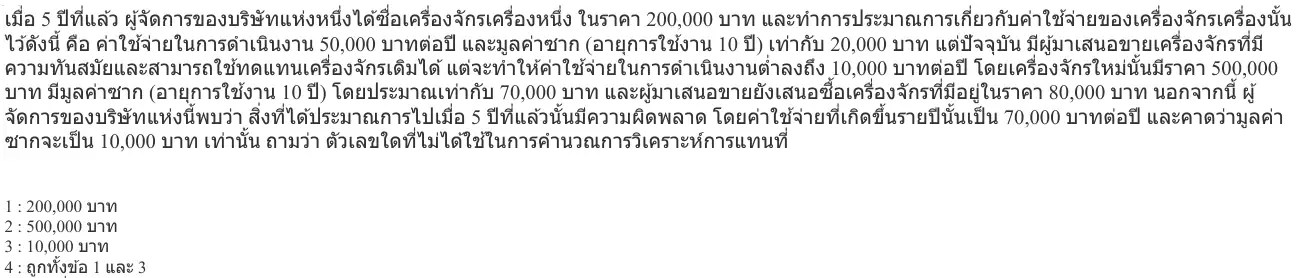 เมื่อ 5 ปีที่แล้ว ผู้จัดการของบริษัทแห่งหนึ่งได้ซื่อเครื่องจักรเครื่องหนึ่ง ในราคา 200,000 บาท และทำการประมาณการเกี่ยวกับค่าใช้จ่ายของเครื่องจักรเครื่องนั้น
ไว้ดังนี้ คือ ค่าใช้จ่ายในการดำเนินงาน 50,000 บาทต่อปี และมูลค่าซาก (อายุการใช้งาน 10 ปี) เท่ากับ 20,000 บาท แต่ปัจจุบัน มีผู้มาเสนอขายเครื่องจักรที่มี
ความทันสมัยและสามารถใช้ทดแทนเครื่องจักรเดิมได้ แต่จะทำให้ค่าใช้จ่ายในการดำเนินงานต่ำลงถึง 10,000 บาทต่อปี โดยเครื่องจักรใหม่นั้นมีราคา 500,000
บาท มีมูลค่าซาก (อายุการใช้งาน 10 ปี) โดยประมาณเท่ากับ 70,000 บาท และผู้มาเสนอขายยังเสนอซื้อเครื่องจักรที่มีอยู่ในราคา 80,000 บาท นอกจากนี้ ผู้
จัดการของบริษัทแห่งนี้พบว่า สิ่งที่ได้ประมาณการไปเมื่อ 5 ปีที่แล้วนั้นมีความผิดพลาด โดยค่าใช้จ่ายที่เกิดขึ้นรายปีนั้นเป็น 70,000 บาทต่อปี และคาดว่ามูลค่า
ซากจะเป็น 10,000 บาท เท่านั้น ถามว่า ตัวเลขใดที่ไม่ได้ใช้ในการคำนวณการวิเคราะห์การแทนที่
1 : 200,000 บาท
2 : 500,000 บาท
3 : 10,000 บาท
4 : ถูกทั้งข้อ 1 และ 3